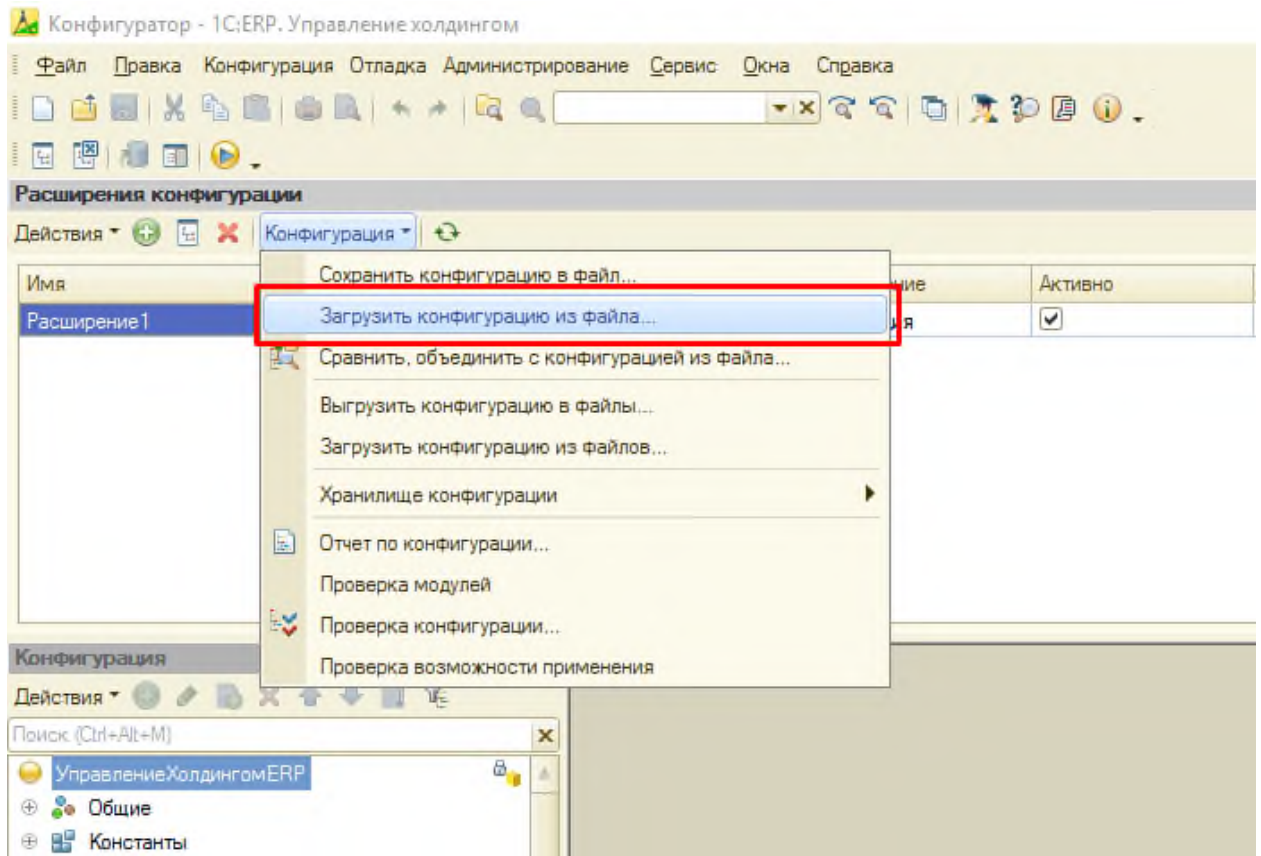 Конфигуратор - 1С:ERP. Управление холдингом
Файл Правка Конфигурация Отладка Администрирование Сервис Окна Справка
Расширения конфигурации
Действия Конфигурация
Имя Активно
Расширение1
Сохранить конфигурацию в файл...
Загрузить конфигурацию из файла...
Сравнить, объединить с конфигурацией из файла...
Выгрузить конфигурацию в файлы...
Загрузить конфигурацию из файлов...
Хранилище конфигурации
Отчет по конфигурации...
Проверка модулей
Проверка конфигурации...
Проверка возможности применения
Конфигурация
Действия
Поиск (Ctrl+Alt+M)
УправлениеХолдингомERP
Общие
Константы